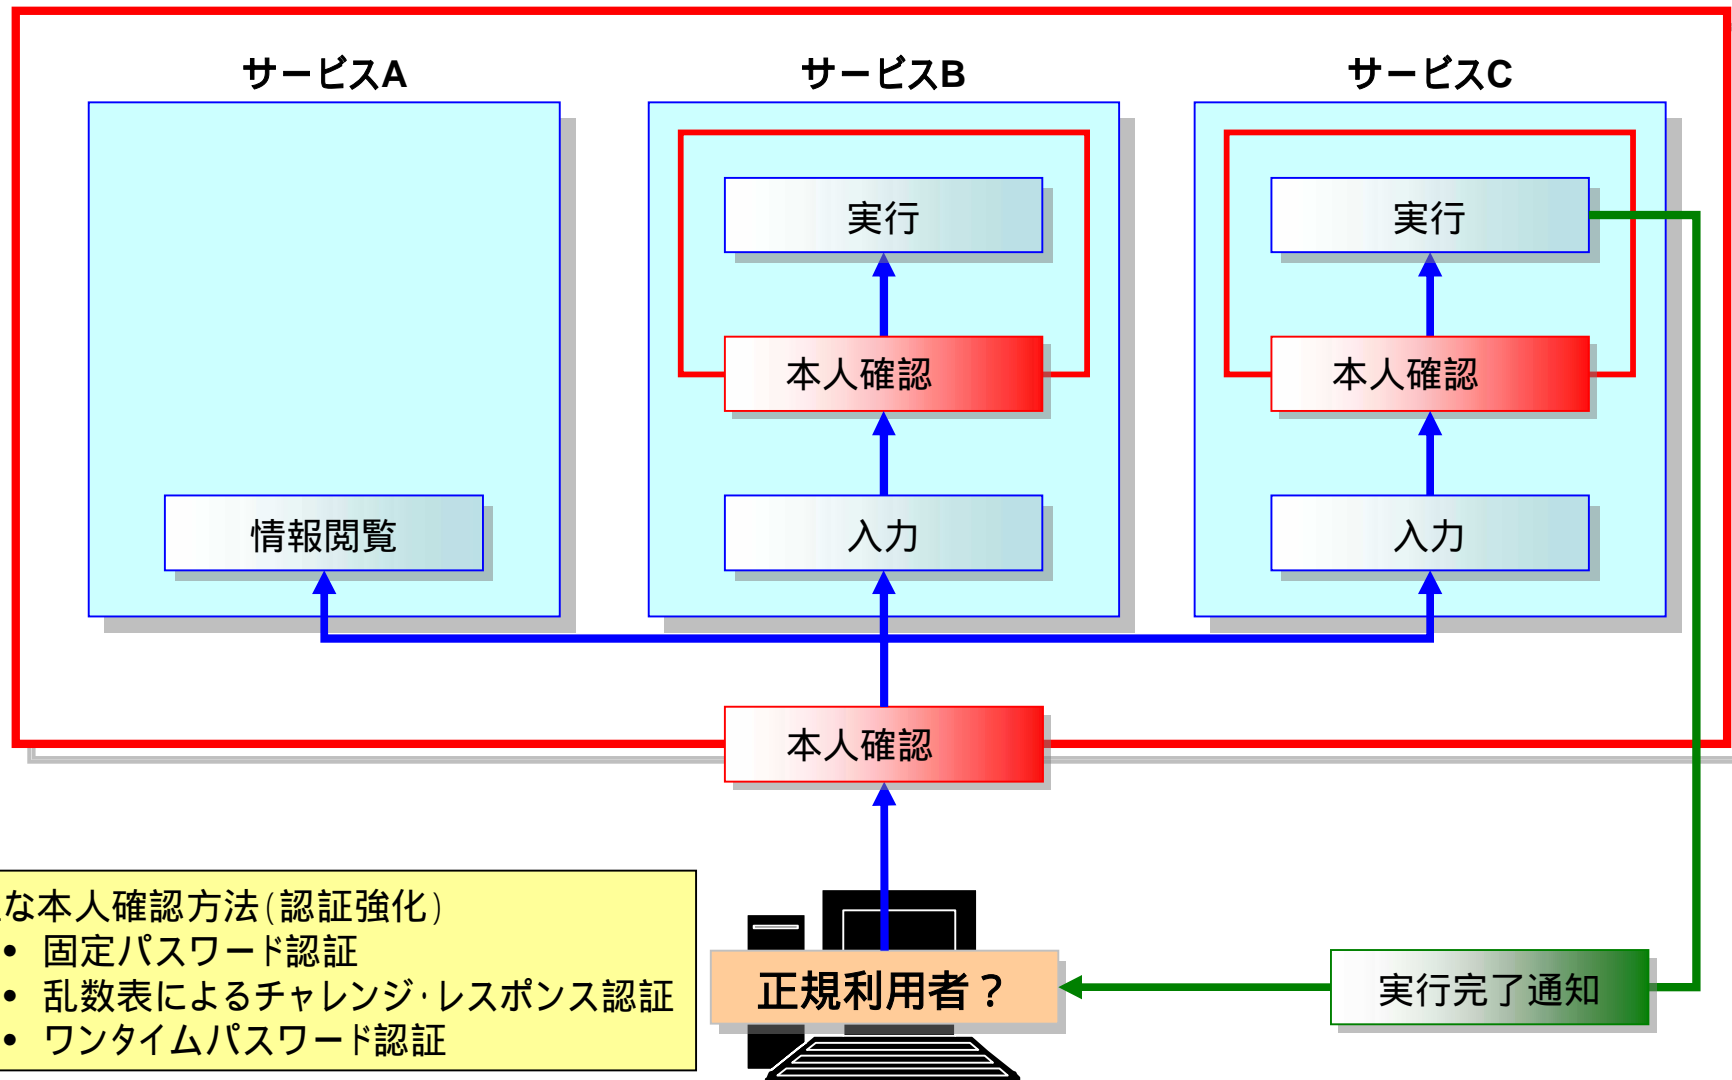 サービスA
サービスB
サービスC
実行
実行
本人確認
本人確認
情報閲覧
入力
入力
本人確認
な本人確認方法(認証強化)
• 固定パスワード認証
• 乱数表によるチャレンジ・レスポンス認証
• ワンタイムパスワード認証
正規利用者？
実行完了通知